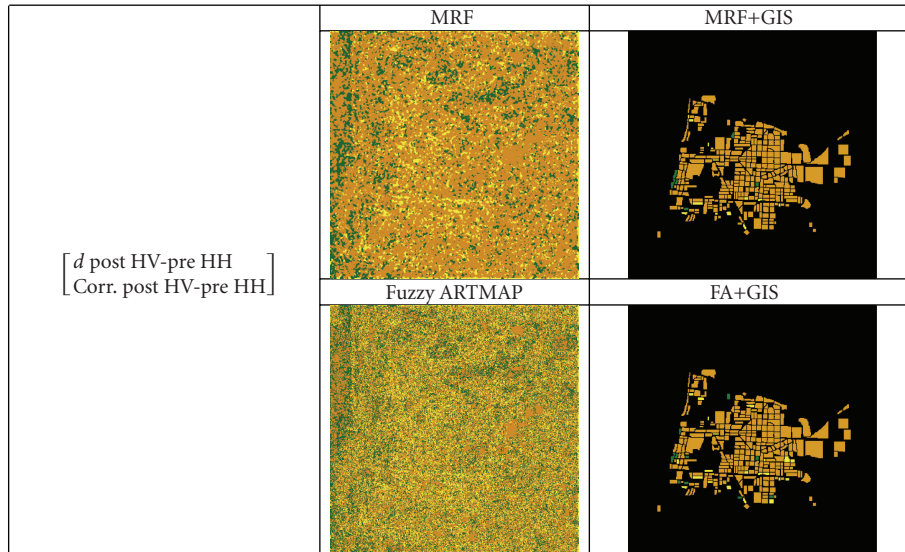 MRF
MRF+GIS
d post HV-pre HH
Corr. post HV-pre HH
Fuzzy ARTMAP
FA+GIS